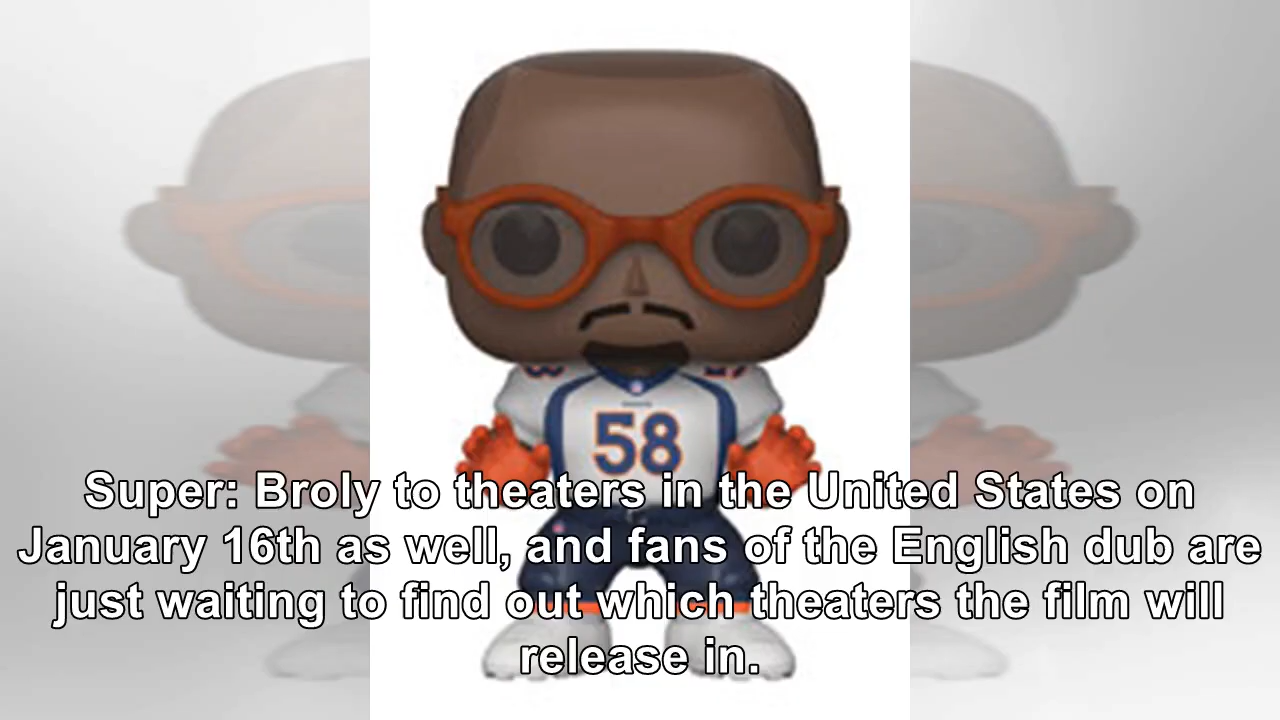 58
Super: Broly to theaters in the United States on
January 16th as well, and fans of the English dub are
just waiting to find out which theaters the film will
release in.